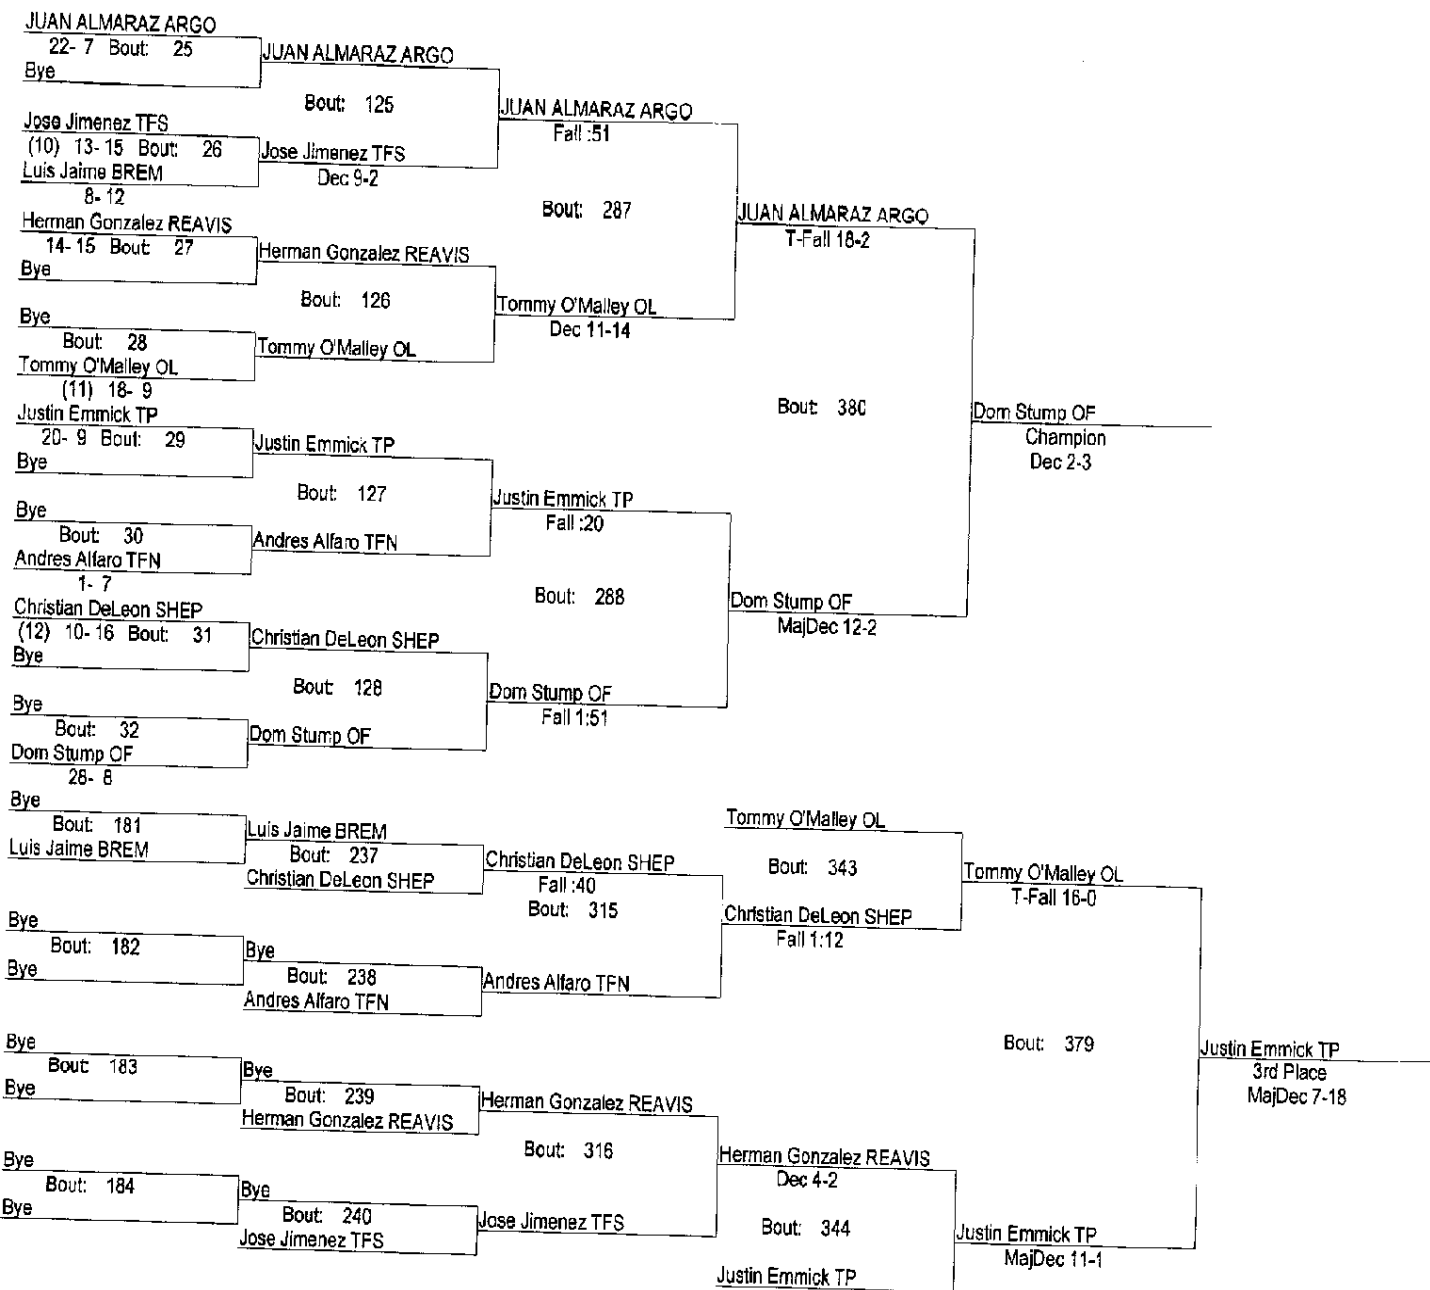 JUAN ALMARAZ ARGO
22- 7 Bout: 25
Bye
JUAN ALMARAZ ARGO
Bout: 125
JUAN ALMARAZ ARGO
Fall :51
Jose Jimenez TFS
(10) 13- 15 Bout: 26
Luis Jaime BREM
8- 12
Jose Jimenez TFS
Dec 9-2
Bout: 287
JUAN ALMARAZ ARGO
T-Fall 18-2
Herman Gonzalez REAVIS
14- 15 Bout: 27
Bye
Herman Gonzalez REAVIS
Bout: 126
Tommy O'Malley OL
Dec 11-14
Bye
Bout: 28
Tommy O'Malley OL
(11) 18- 9
Tommy O'Malley OL
Bout: 380
Dom Stump OF
Champion
Dec 2-3
Justin Emmick TP
20- 9 Bout: 29
Bye
Justin Emmick TP
Bout: 127
Justin Emmick TP
Fall :20
Bye
Bout: 30
Andres Alfaro TFN
1- 7
Andres Alfaro TFN
Bout: 288
Dom Stump OF
MajDec 12-2
Christian DeLeon SHEP
(12) 10- 16 Bout: 31
Bye
Christian DeLeon SHEP
Bout: 128
Dom Stump OF
Fall 1:51
Bye
Bout: 32
Dom Stump OF
28- 8
Dom Stump OF
Bye
Bout: 181
Luis Jaime BREM
Luis Jaime BREM
Bout: 237
Christian DeLeon SHEP
Christian DeLeon SHEP
Fall :40
Bout: 315
Tommy O'Malley OL
Bout: 343
Christian DeLeon SHEP
Fall 1:12
Tommy O'Malley OL
T-Fall 16-0
Bye
Bout: 182
Bye
Bye
Bout: 238
Andres Alfaro TFN
Andres Alfaro TFN
Bout: 379
Justin Emmick TP
3rd Place
MajDec 7-18
Bye
Bout: 183
Bye
Bye
Bout: 239
Herman Gonzalez REAVIS
Herman Gonzalez REAVIS
Bout: 316
Herman Gonzalez REAVIS
Dec 4-2
Bye
Bout: 184
Bye
Bye
Bout: 240
Jose Jimenez TFS
Jose Jimenez TFS
Bout: 344
Justin Emmick TP
Justin Emmick TP
MajDec 11-1